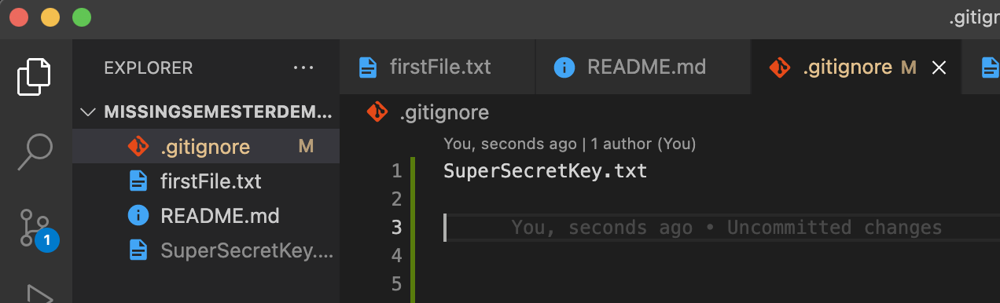 .gitigr
EXPLORER ···
firstFile.txt README.md .gitignore M
MISSINGSEMESTERDEM...
.gitignore
.gitignore M
firstFile.txt
README.md
SuperSecretKey....
You, seconds ago | 1 author (You)
1 SuperSecretKey.txt
2
3 You, seconds ago • Uncommitted changes
4
5
1